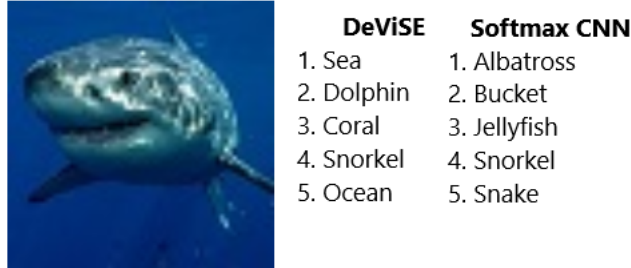 DeViSE Softmax CNN
1. Sea 1. Albatross
2. Dolphin 2. Bucket
3. Coral 3. Jellyfish
4. Snorkel 4. Snorkel
5. Ocean 5. Snake